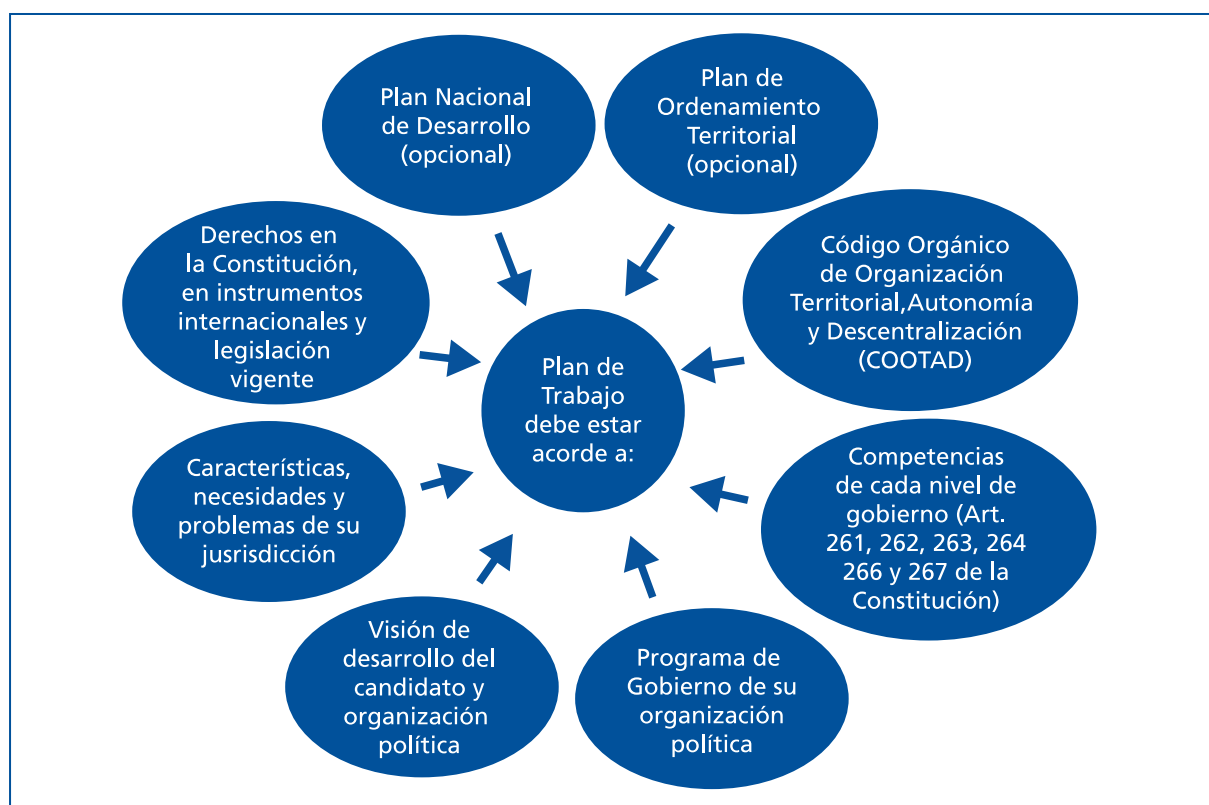 Plan Nacional
de Desarrollo
(opcional)
Plan de
Ordenamiento
Territorial
(opcional)
Derechos en
la Constitución,
en instrumentos
internacionales y
legislación
vigente
Código Orgánico
de Organización
Territorial,Autonomía
y Descentralización
(COOTAD)
Plan de
Trabajo
debe estar
acorde a:
Características,
necesidades y
problemas de su
jusrisdicción
Competencias
de cada nivel de
gobierno (Art.
261, 262, 263, 264
266 y 267 de la
Constitución)
Visión de
desarrollo del
candidato y
organización
política
Programa de
Gobierno de su
organización
política